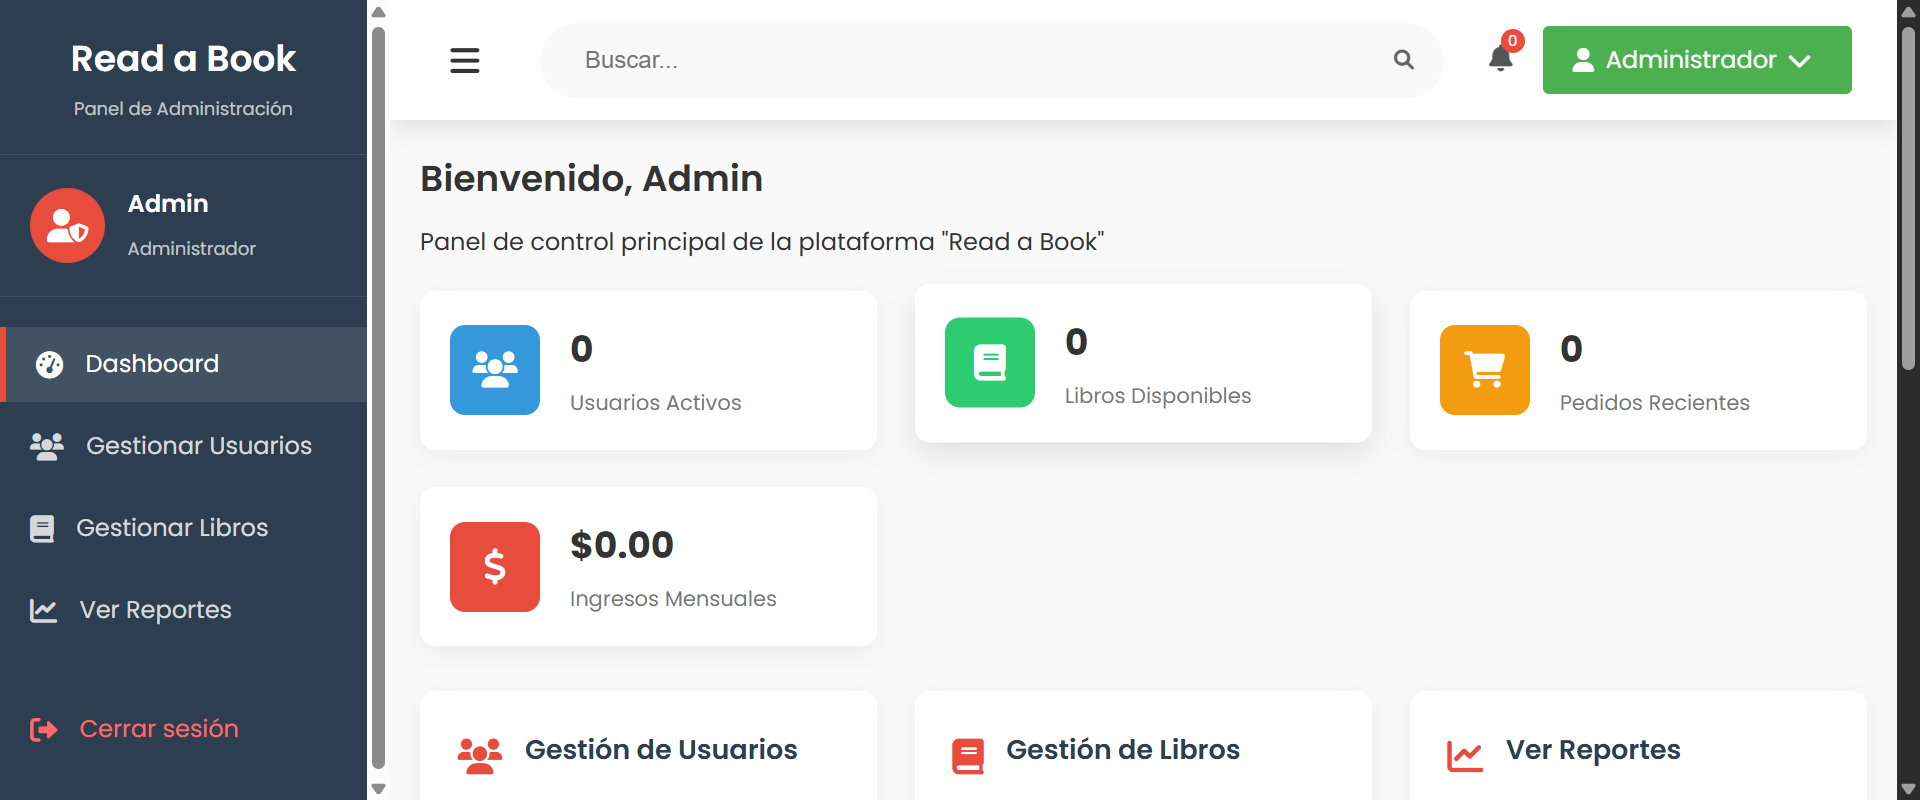 Read a Book
Panel de Administración
Admin
Administrador
Dashboard
Gestionar Usuarios
Gestionar Libros
Ver Reportes
Cerrar sesión
Buscar...
0
Administrador
Bienvenido, Admin
Panel de control principal de la plataforma "Read a Book"
0
Usuarios Activos
0
Libros Disponibles
0
Pedidos Recientes
$0.00
Ingresos Mensuales
Gestión de Usuarios
Gestión de Libros
Ver Reportes